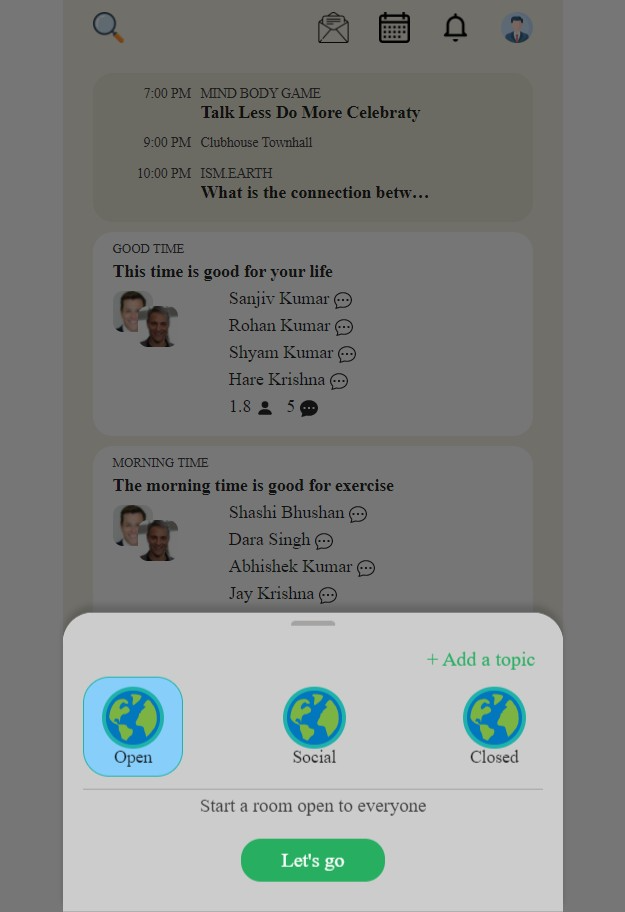 7:00 PM MIND BODY GAME
Talk Less Do More Celebraty
9:00 PM Clubhouse Townhall
10:00 PM ISM.EARTH
What is the connection betw…
GOOD TIME
This time is good for your life
Sanjiv Kumar
Rohan Kumar
Shyam Kumar
Hare Krishna
1.8 5
MORNING TIME
The morning time is good for exercise
Shashi Bhushan
Dara Singh
Abhishek Kumar
Jay Krishna
+ Add a topic
Open Social Closed
Start a room open to everyone
Let's go